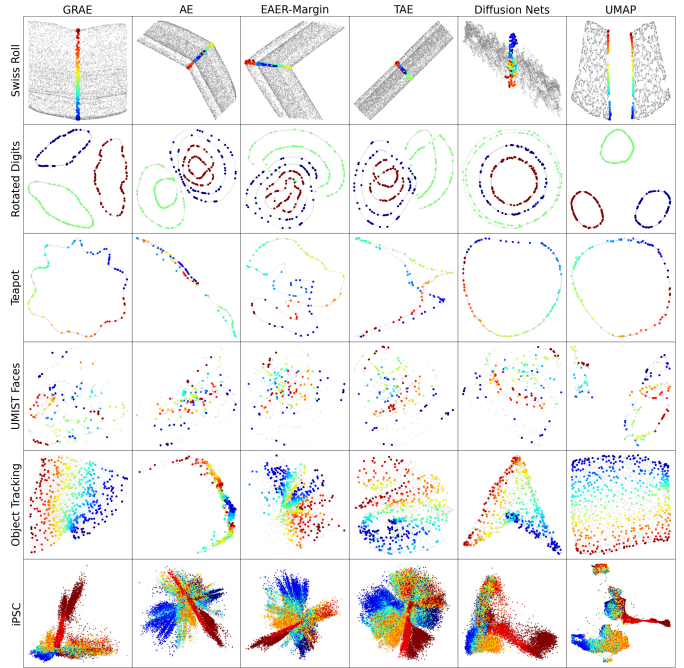 GRAE AE EAER-Margin TAE Diffusion Nets UMAP
Swiss Roll
Rotated Digits
Teapot
UMIST Faces
Object Tracking
iPSC